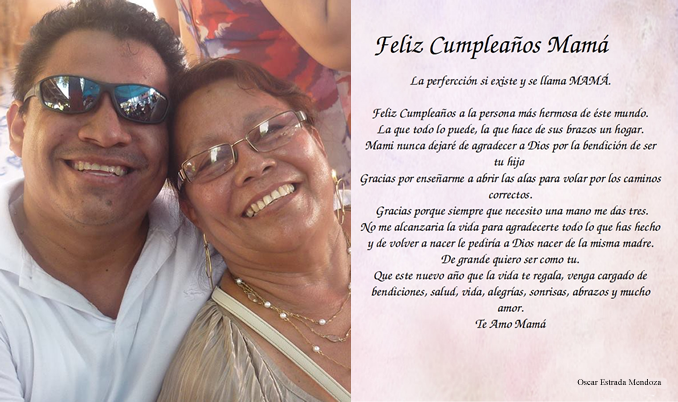 Feliz Cumpleaños Mamá
La perfercción si existe y se llama MAMÁ.
Feliz Cumpleaños a la persona más hermosa de éste mundo.
La que todo lo puede, la que hace de sus brazos un hogar.
Mami nunca dejaré de agradecer a Dios por la bendición de ser
tu hijo
Gracias por enseñarme a abrir las alas para volar por los caminos
correctos.
Gracias porque siempre que necesito una mano me das tres.
No me alcanzaria la vida para agradecerte todo lo que has hecho
y de volver a nacer le pediría a Dios nacer de la misma madre.
De grande quiero ser como tu.
Que este nuevo año que la vida te regala, venga cargado de
bendiciones, salud, vida, alegrías, sonrisas, abrazos y mucho
amor.
Te Amo Mamá
Oscar Estrada Mendoza